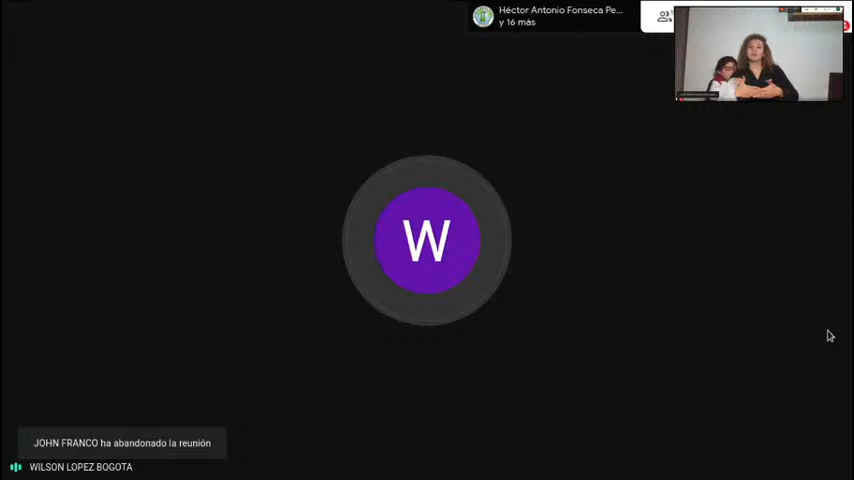 Héctor Antonio Fonseca Pe...
y 16 más
W
JOHN FRANCO ha abandonado la reunión
WILSON LOPEZ BOGOTA